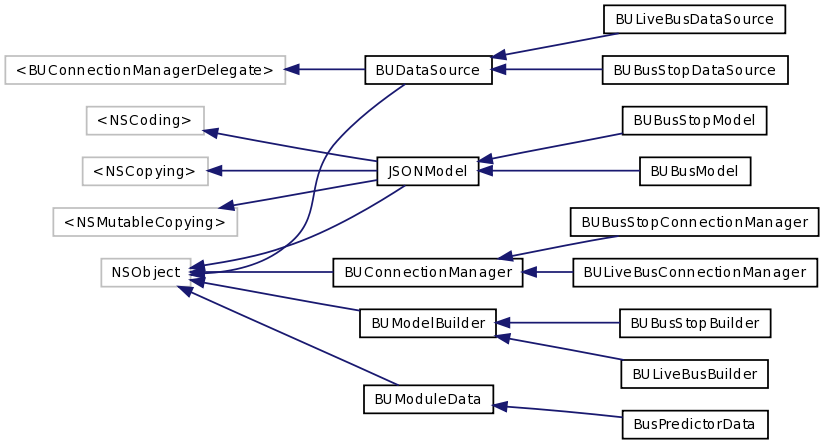 BULiveBusDataSource
<BUConnectionManagerDelegate>
BUDataSource
BUBusStopDataSource
<NSCoding>
BUBusStopModel
<NSCopying>
JSONModel
BUBusModel
<NSMutableCopying>
BUBusStopConnectionManager
NSObject
BUConnectionManager
BULiveBusConnectionManager
BUModelBuilder
BUBusStopBuilder
BULiveBusBuilder
BUModuleData
BusPredictorData